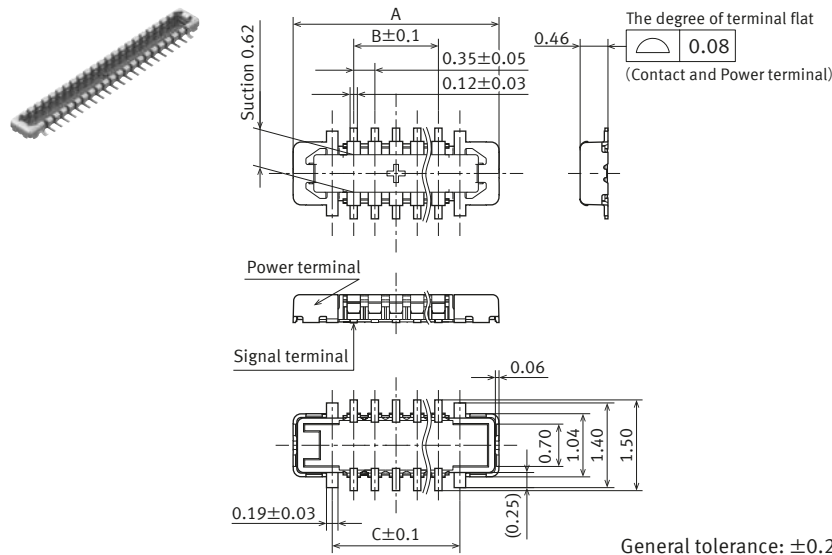 A
B±0.1
0.35±0.05
0.12±0.03
Suction 0.62
0.46
The degree of terminal flat
0.08
(Contact and Power terminal)
Power terminal
Signal terminal
0.06
0.70
1.04
1.40
1.50
(0.25)
0.19±0.03
C±0.1
General tolerance: ±0.2